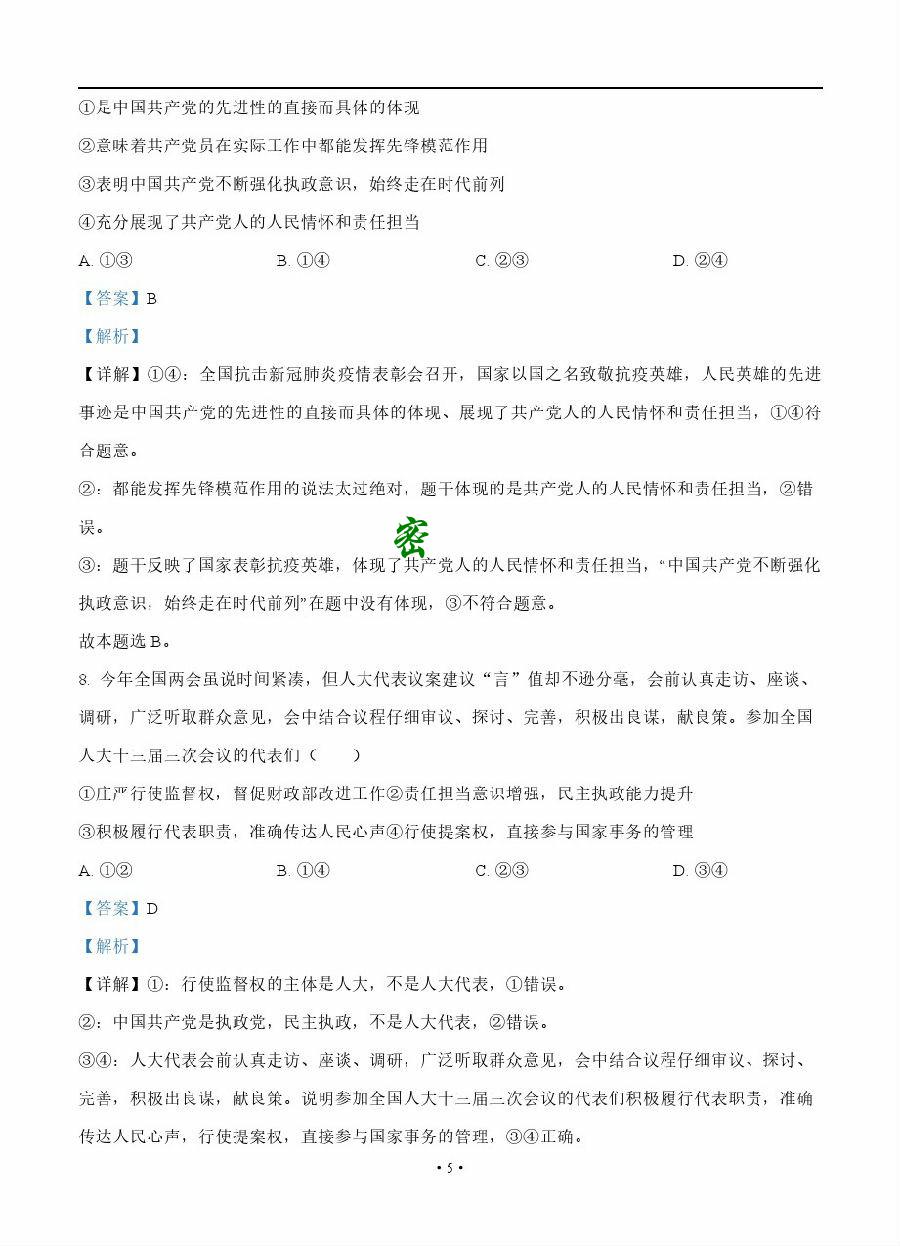 ①是中国共产党的先进性的直接而具体的体现
②意味着共产党员在实际工作中都能发挥先锋模范作用
③表明中国共产党不断强化执政意识，始终走在时代前列
④充分展现了共产党人的人民情怀和责任担当
A. ①③ B. ①④ C. ②③ D. ②④
【答案】B
【解析】
【详解】①④：全国抗击新冠肺炎疫情表彰会召开，国家以国之名致敬抗疫英雄，人民英雄的先进
事迹是中国共产党的先进性的直接而具体的体现、展现了共产党人的人民情怀和责任担当，①④符
合题意。
②：都能发挥先锋模范作用的说法太过绝对，题干体现的是共产党人的人民情怀和责任担当，②错
误。
密
③：题干反映了国家表彰抗疫英雄，体现了共产党人的人民情怀和责任担当，“中国共产党不断强化
执政意识，始终走在时代前列”在题中没有体现，③不符合题意。
故本题选 B。
8. 今年全国两会虽说时间紧凑，但人大代表议案建议“言”值却不逊分毫，会前认真走访、座谈、
调研，广泛听取群众意见，会中结合议程仔细审议、探讨、完善，积极出良谋，献良策。参加全国
人大十三届三次会议的代表们（　　）
①庄严行使监督权，督促财政部改进工作②责任担当意识增强，民主执政能力提升
③积极履行代表职责，准确传达人民心声④行使提案权，直接参与国家事务的管理
A. ①② B. ①④ C. ②③ D. ③④
【答案】D
【解析】
【详解】①：行使监督权的主体是人大，不是人大代表，①错误。
②：中国共产党是执政党，民主执政，不是人大代表，②错误。
③④：人大代表会前认真走访、座谈、调研，广泛听取群众意见，会中结合议程仔细审议、探讨、
完善，积极出良谋，献良策。说明参加全国人大十三届三次会议的代表们积极履行代表职责，准确
传达人民心声，行使提案权，直接参与国家事务的管理，③④正确。
• 5 •